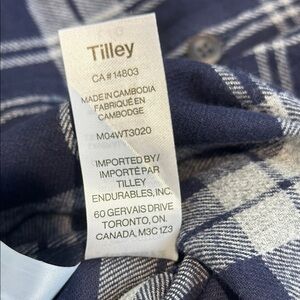 Tilley
CA # 14803
MADE IN CAMBODIA
FABRIQUÉ EN
CAMBODGE
M04WT3020
IMPORTED BY/
IMPORTÉ PAR
TILLEY
ENDURABLES, INC.
60 GERVAIS DRIVE
TORONTO, ON.
CANADA, M3C 1Z3